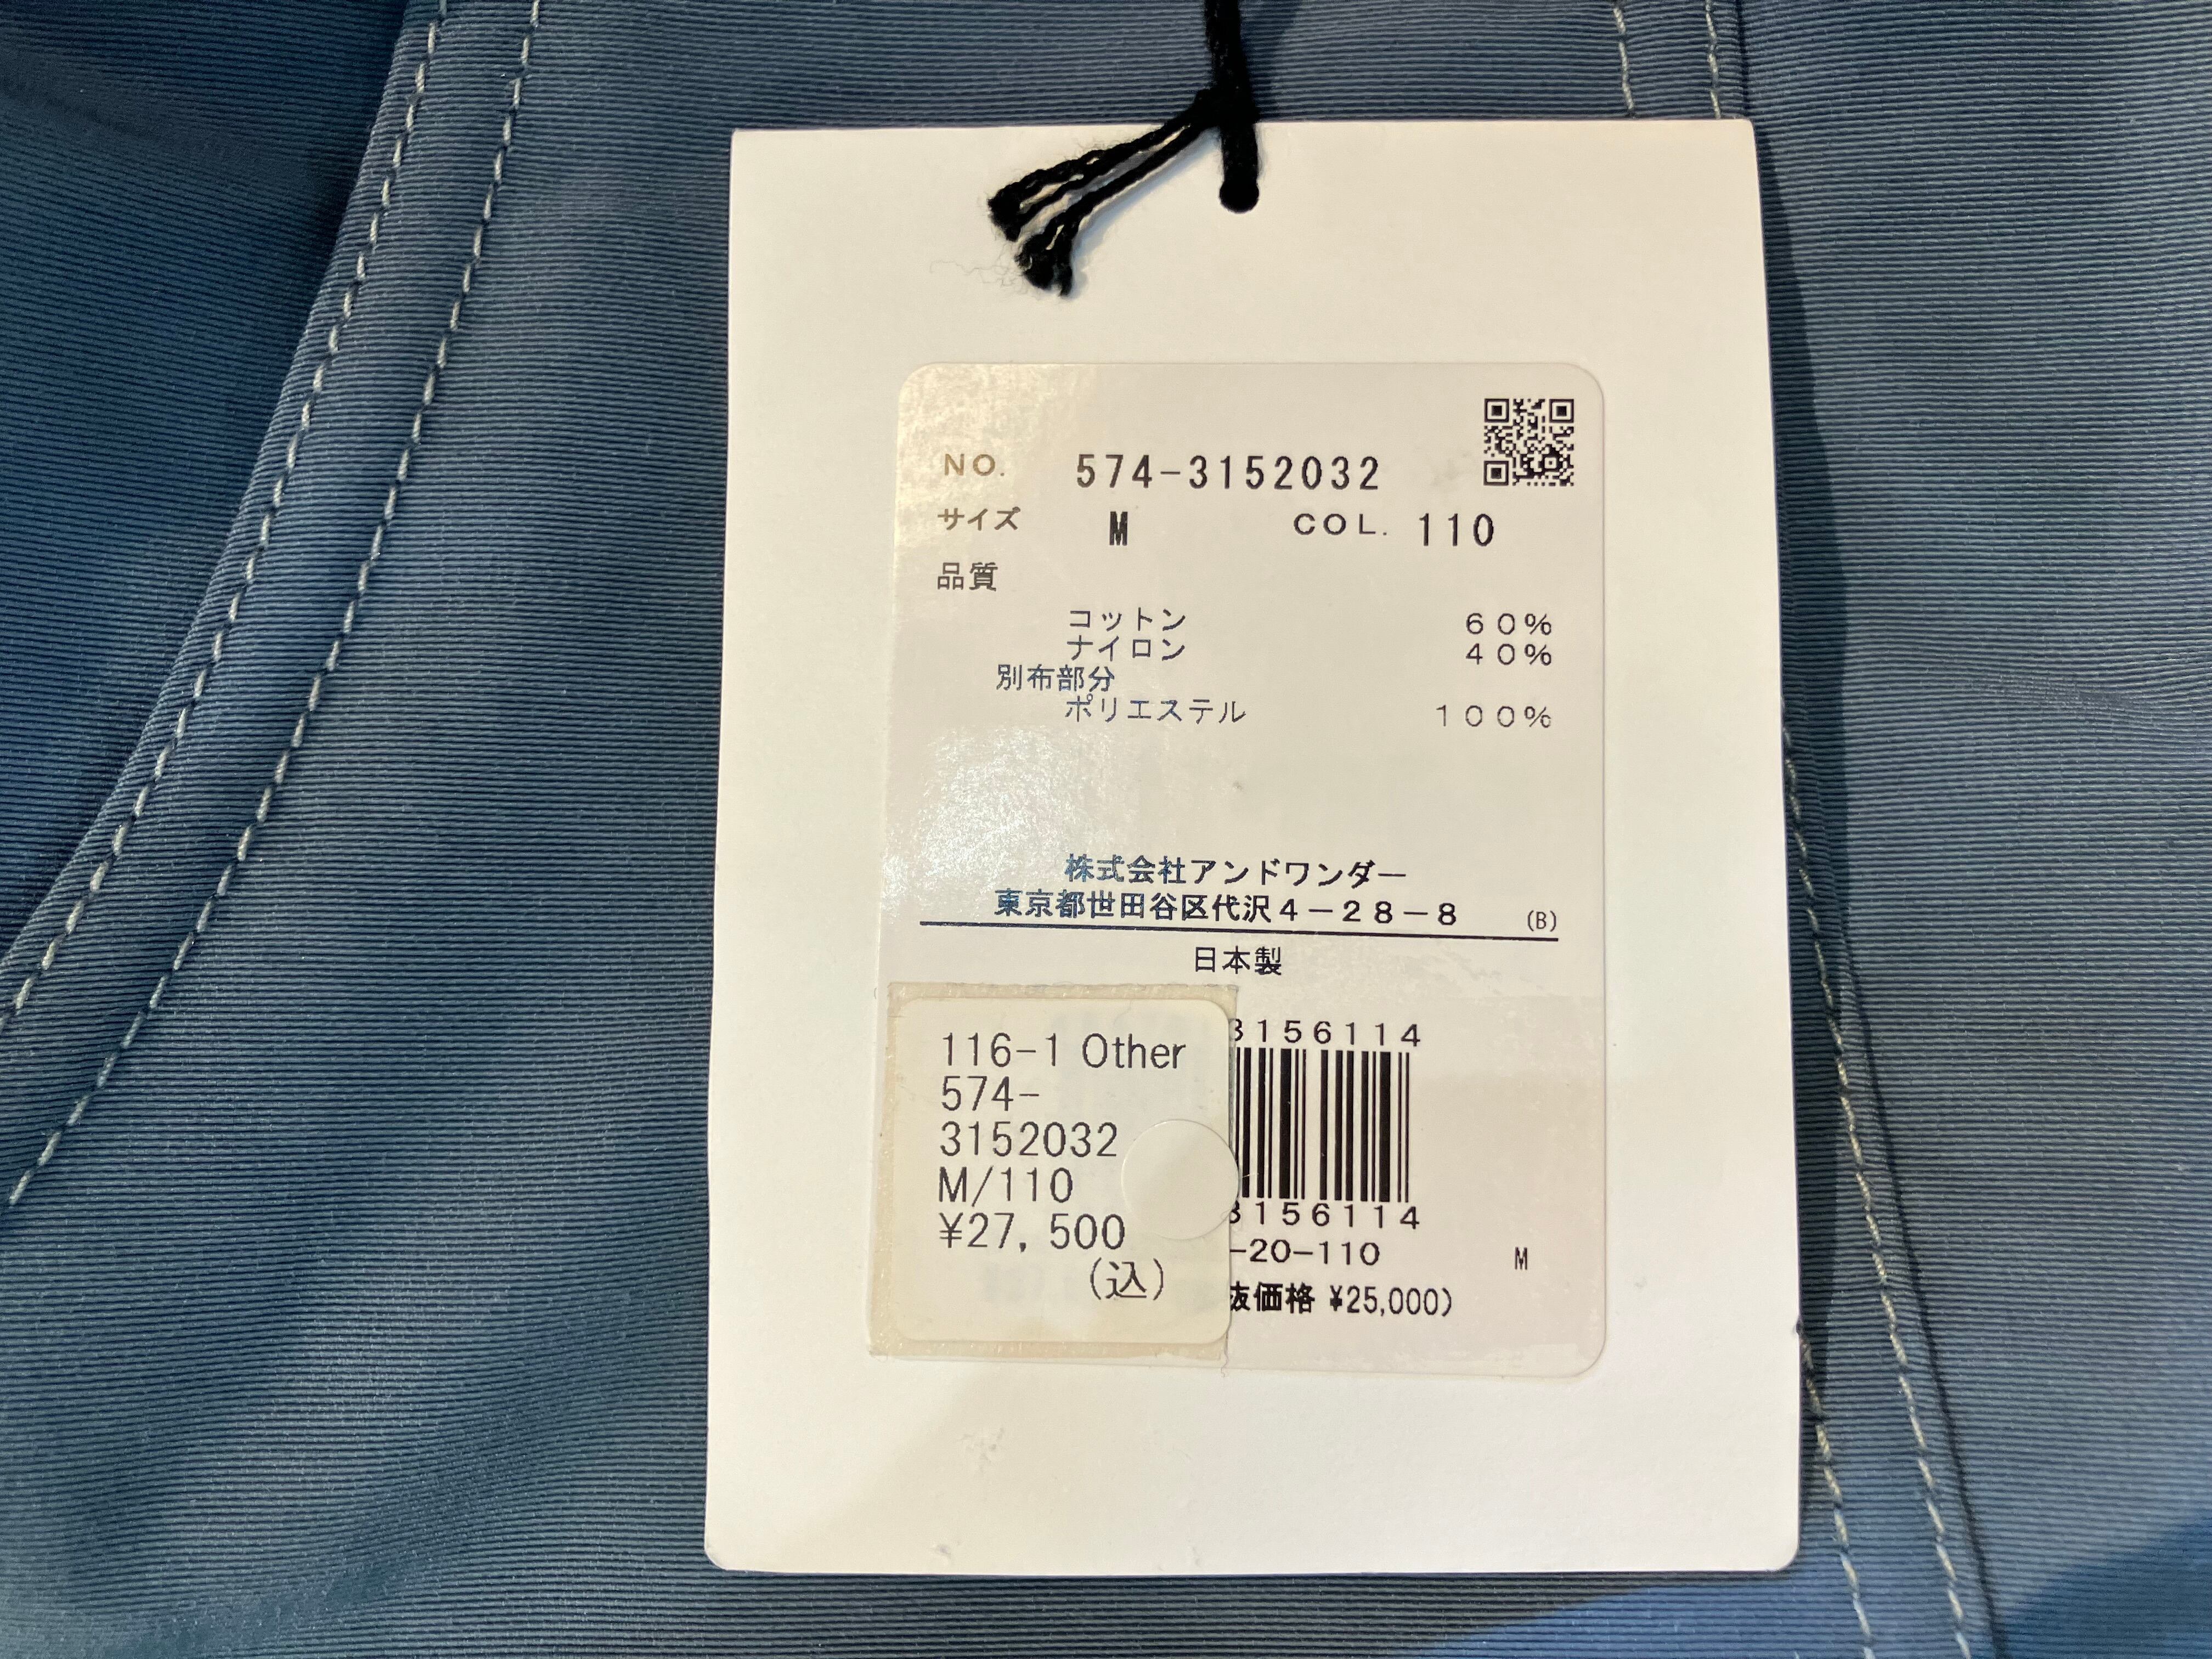 NO. 574-3152032
サイズ M COL. 110
品質
コットン 60%
ナイロン 40%
別布部分
ポリエステル 100%
株式会社アンドワンダー
東京都世田谷区代沢4-28-8 (B)
日本製
116-1 Other
574-
3152032
M/110
¥27,500
(込)
3156114
3156114
-20-110 M
抜価格 ¥25,000)